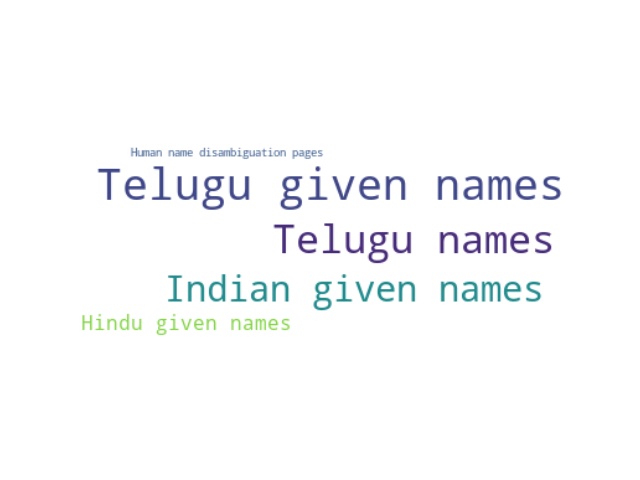 Human name disambiguation pages
Telugu given names
Telugu names
Indian given names
Hindu given names